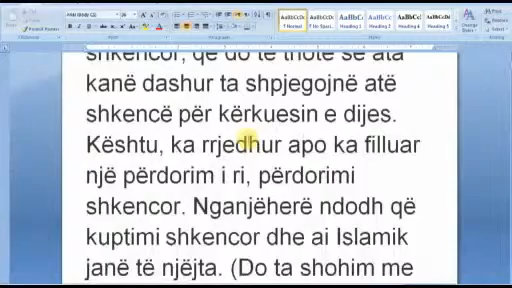 shkencor, që do të thotë se ata
kanë dashur ta shpjegojnë atë
shkencë për kërkuesin e dijes.
Kështu, ka rrjedhur apo ka filluar
një përdorim i ri, përdorimi
shkencor. Nganjëherë ndodh që
kuptimi shkencor dhe ai Islamik
janë të njëjta. (Do ta shohim me